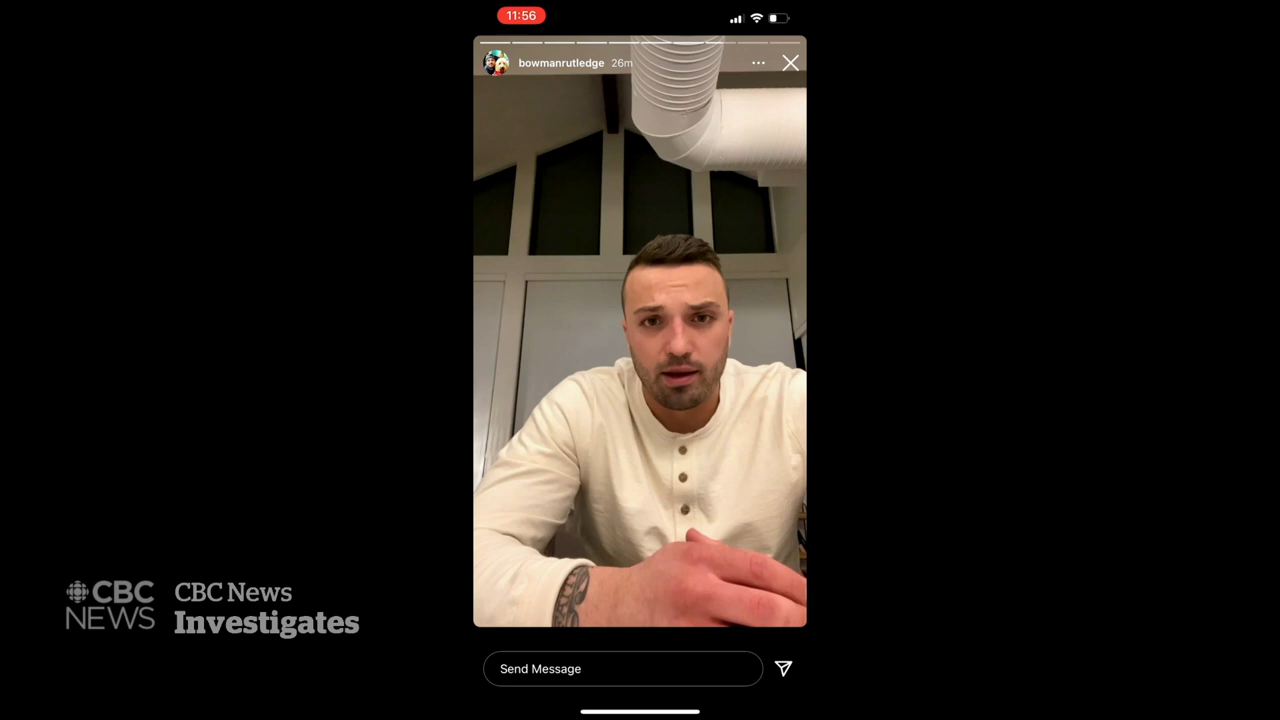 11:56
bowmanrutledge 26m
CBC
NEWS
CBC News
Investigates
Send Message